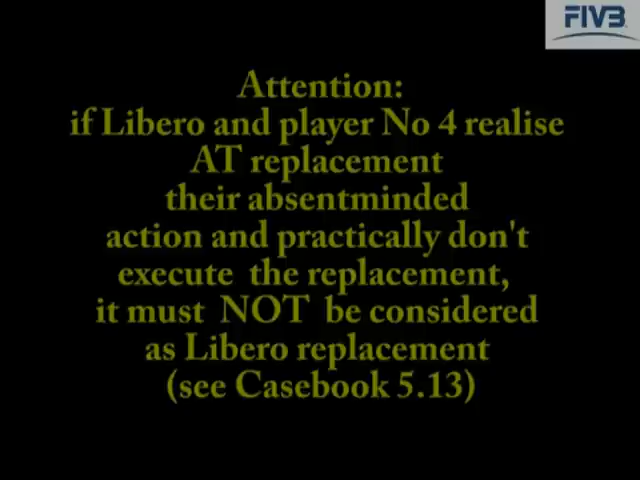 FIVB
Attention:
if Libero and player No 4 realise
AT replacement
their absentminded
action and practically don't
execute the replacement,
it must NOT be considered
as Libero replacement
(see Casebook 5.13)